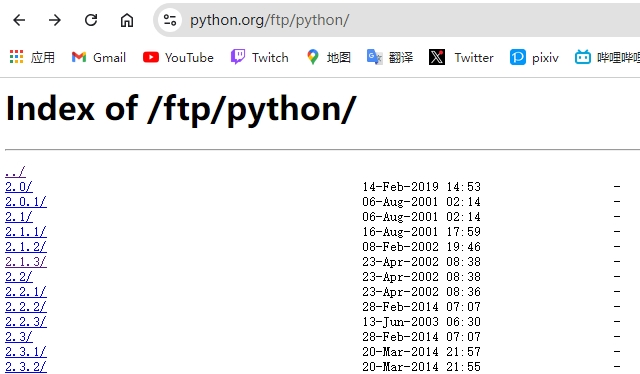 python.org/ftp/python/
应用 Gmail YouTube Twitch 地图 翻译 Twitter pixiv 哔哩哔哩
Index of /ftp/python/
../
2.0/ 14-Feb-2019 14:53 -
2.0.1/ 06-Aug-2001 02:14 -
2.1/ 06-Aug-2001 02:14 -
2.1.1/ 16-Aug-2001 17:59 -
2.1.2/ 08-Feb-2002 19:46 -
2.1.3/ 23-Apr-2002 08:38 -
2.2/ 23-Apr-2002 08:38 -
2.2.1/ 23-Apr-2002 08:36 -
2.2.2/ 28-Feb-2014 07:07 -
2.2.3/ 13-Jun-2003 06:30 -
2.3/ 28-Feb-2014 07:07 -
2.3.1/ 20-Mar-2014 21:57 -
2.3.2/ 20-Mar-2014 21:55 -